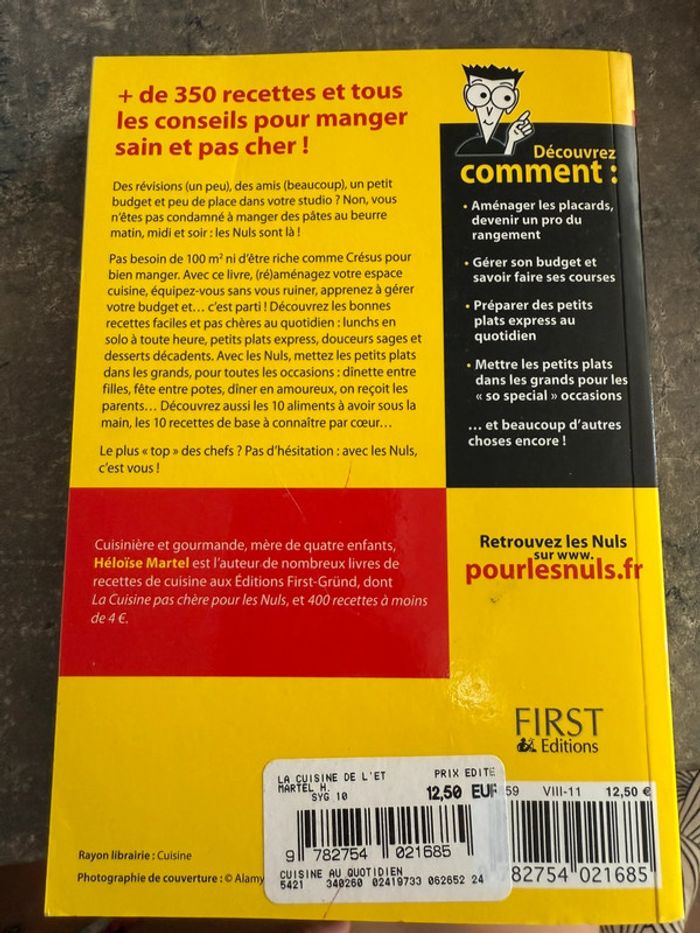 + de 350 recettes et tous
les conseils pour manger
sain et pas cher !
Des révisions (un peu), des amis (beaucoup), un petit
budget et peu de place dans votre studio ? Non, vous
n'êtes pas condamné à manger des pâtes au beurre
matin, midi et soir : les Nuls sont là !
Pas besoin de 100 m² ni d'être riche comme Crésus pour
bien manger. Avec ce livre, (ré)aménagez votre espace
cuisine, équipez-vous sans vous ruiner, apprenez à gérer
votre budget et… c'est parti ! Découvrez les bonnes
recettes faciles et pas chères au quotidien : lunchs en
solo à toute heure, petits plats express, douceurs sages et
desserts décadents. Avec les Nuls, mettez les petits plats
dans les grands, pour toutes les occasions : dînette entre
filles, fête entre potes, dîner en amoureux, on reçoit les
parents… Découvrez aussi les 10 aliments à avoir sous la
main, les 10 recettes de base à connaître par cœur…
Le plus « top » des chefs ? Pas d'hésitation : avec les Nuls,
c'est vous !
Découvrez
comment :
• Aménager les placards,
devenir un pro du
rangement
• Gérer son budget et
savoir faire ses courses
• Préparer des petits
plats express au
quotidien
• Mettre les petits plats
dans les grands pour les
« so special » occasions
… et beaucoup d'autres
choses encore !
Cuisinière et gourmande, mère de quatre enfants,
Héloïse Martel est l'auteur de nombreux livres de
recettes de cuisine aux Éditions First-Gründ, dont
La Cuisine pas chère pour les Nuls, et 400 recettes à moins
de 4 €.
Retrouvez les Nuls
sur www.
pourlesnuls.fr
FIRST
Editions
LA CUISINE DE L'ET PRIX EDITE
MARTEL H.
SYG 10 12,50 EUR
9 782754 021685
CUISINE AU QUOTIDIEN
5421 340260 02419733 062652 24
59 VIII-11 12,50 €
782754 021685
Rayon librairie : Cuisine
Photographie de couverture : © Alamy